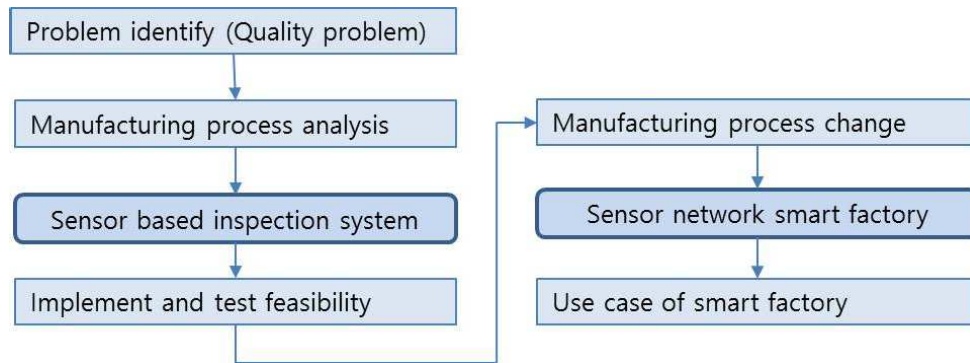 Problem identify (Quality problem)
Manufacturing process analysis
Sensor based inspection system
Implement and test feasibility
Manufacturing process change
Sensor network smart factory
Use case of smart factory